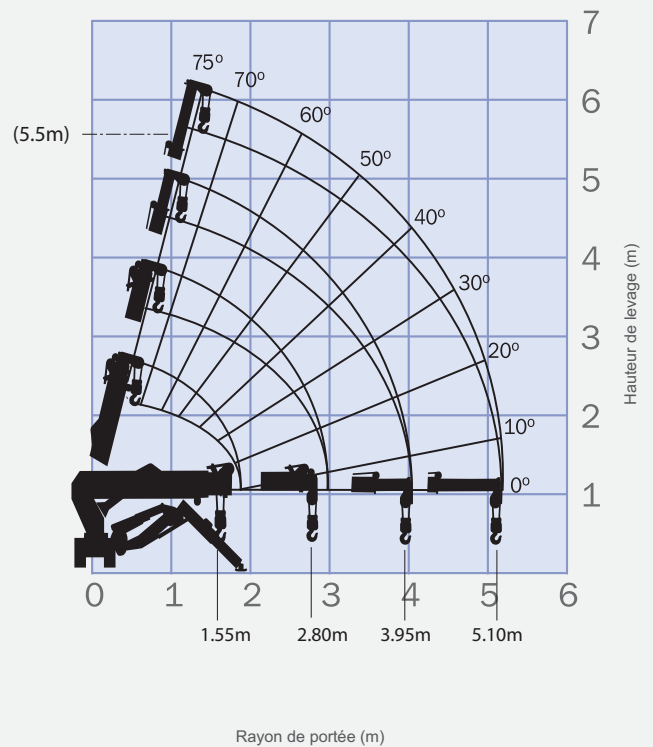 7
75º
70º
6
60º
(5.5m)
50º
5
40º
4
30º
Hauteur de levage (m)
3
20º
2
10º
0º
1
0 1 2 3 4 5 6
1.55m 2.80m 3.95m 5.10m
Rayon de portée (m)